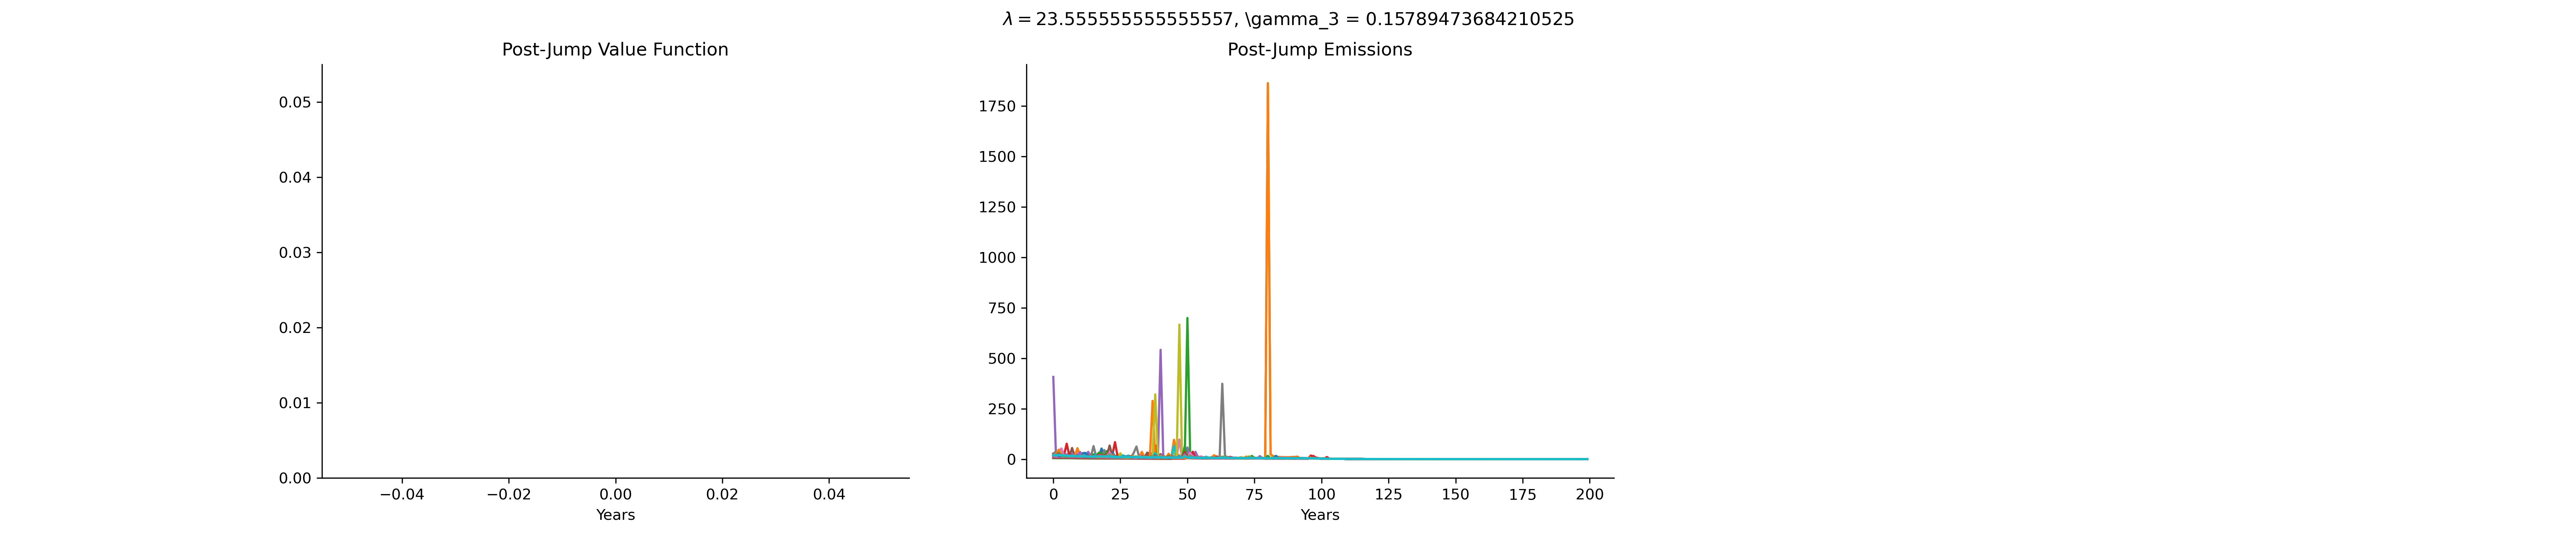 λ = 23.555555555555557, \gamma_3 = 0.15789473684210525
Post-Jump Value Function
0.05
0.04
0.03
0.02
0.01
0.00
−0.04 −0.02 0.00 0.02 0.04
Years
Post-Jump Emissions
1750
1500
1250
1000
750
500
250
0
0 25 50 75 100 125 150 175 200
Years